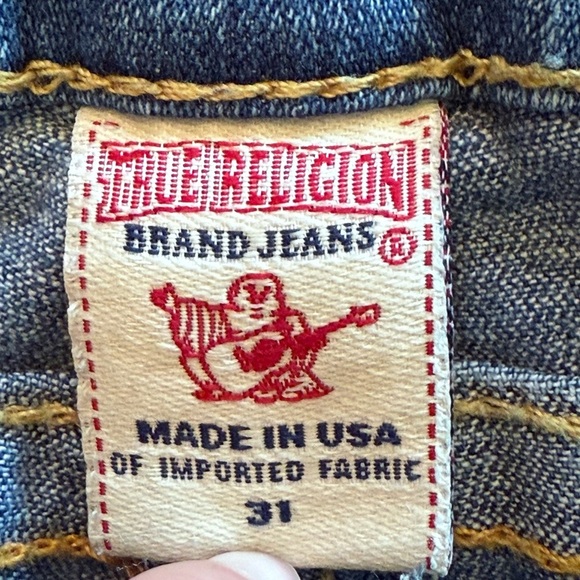 TRUE RELIGION
BRAND JEANS ®
MADE IN USA
OF IMPORTED FABRIC
31